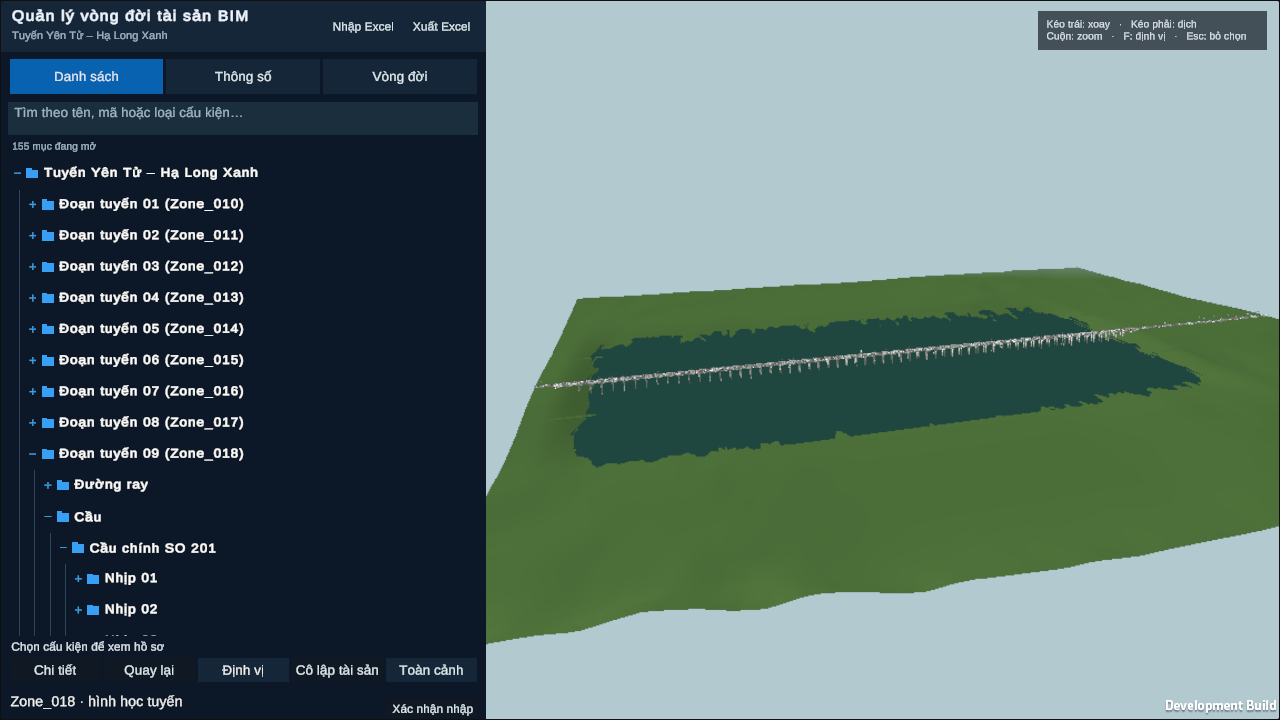 Quản lý vòng đời tài sản BIM
Tuyến Yên Tử – Hạ Long Xanh
Nhập Excel
Xuất Excel
Danh sách
Thông số
Vòng đời
Tìm theo tên, mã hoặc loại cấu kiện...
155 mục đang mở
– Tuyến Yên Tử – Hạ Long Xanh
+ Đoạn tuyến 01 (Zone_010)
+ Đoạn tuyến 02 (Zone_011)
+ Đoạn tuyến 03 (Zone_012)
+ Đoạn tuyến 04 (Zone_013)
+ Đoạn tuyến 05 (Zone_014)
+ Đoạn tuyến 06 (Zone_015)
+ Đoạn tuyến 07 (Zone_016)
+ Đoạn tuyến 08 (Zone_017)
– Đoạn tuyến 09 (Zone_018)
+ Đường ray
– Cầu
– Cầu chính SO 201
+ Nhịp 01
+ Nhịp 02
Chọn cấu kiện để xem hồ sơ
Chi tiết
Quay lại
Định vị
Cô lập tài sản
Toàn cảnh
Zone_018 · hình học tuyến
Xác nhận nhập
Kéo trái: xoay · Kéo phải: dịch
Cuộn: zoom · F: định vị · Esc: bỏ chọn
Development Build